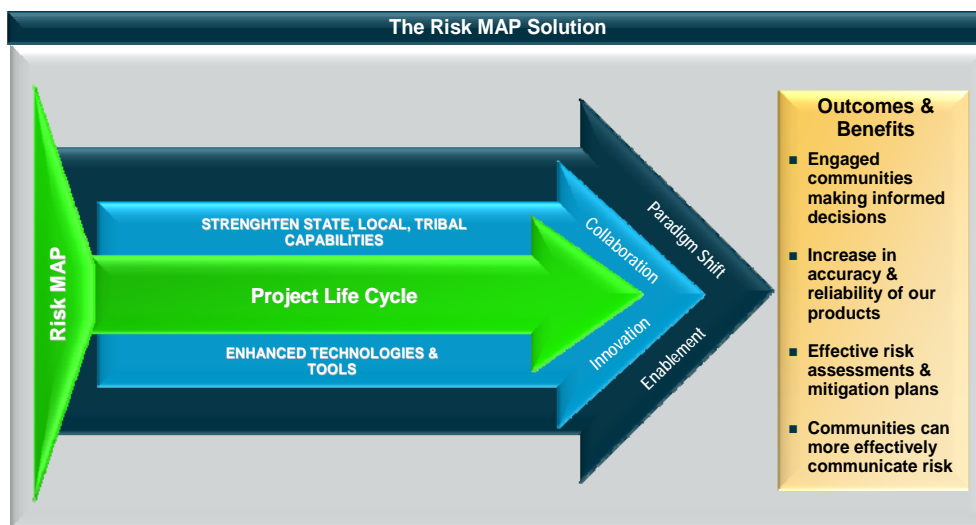 The Risk MAP Solution
Risk MAP
STRENGHTEN STATE, LOCAL, TRIBAL
CAPABILITIES
Project Life Cycle
ENHANCED TECHNOLOGIES &
TOOLS
Collaboration
Innovation
Paradigm Shift
Enablement
Outcomes &
Benefits
▪ Engaged
communities
making informed
decisions
▪ Increase in
accuracy &
reliability of our
products
▪ Effective risk
assessments &
mitigation plans
▪ Communities can
more effectively
communicate risk